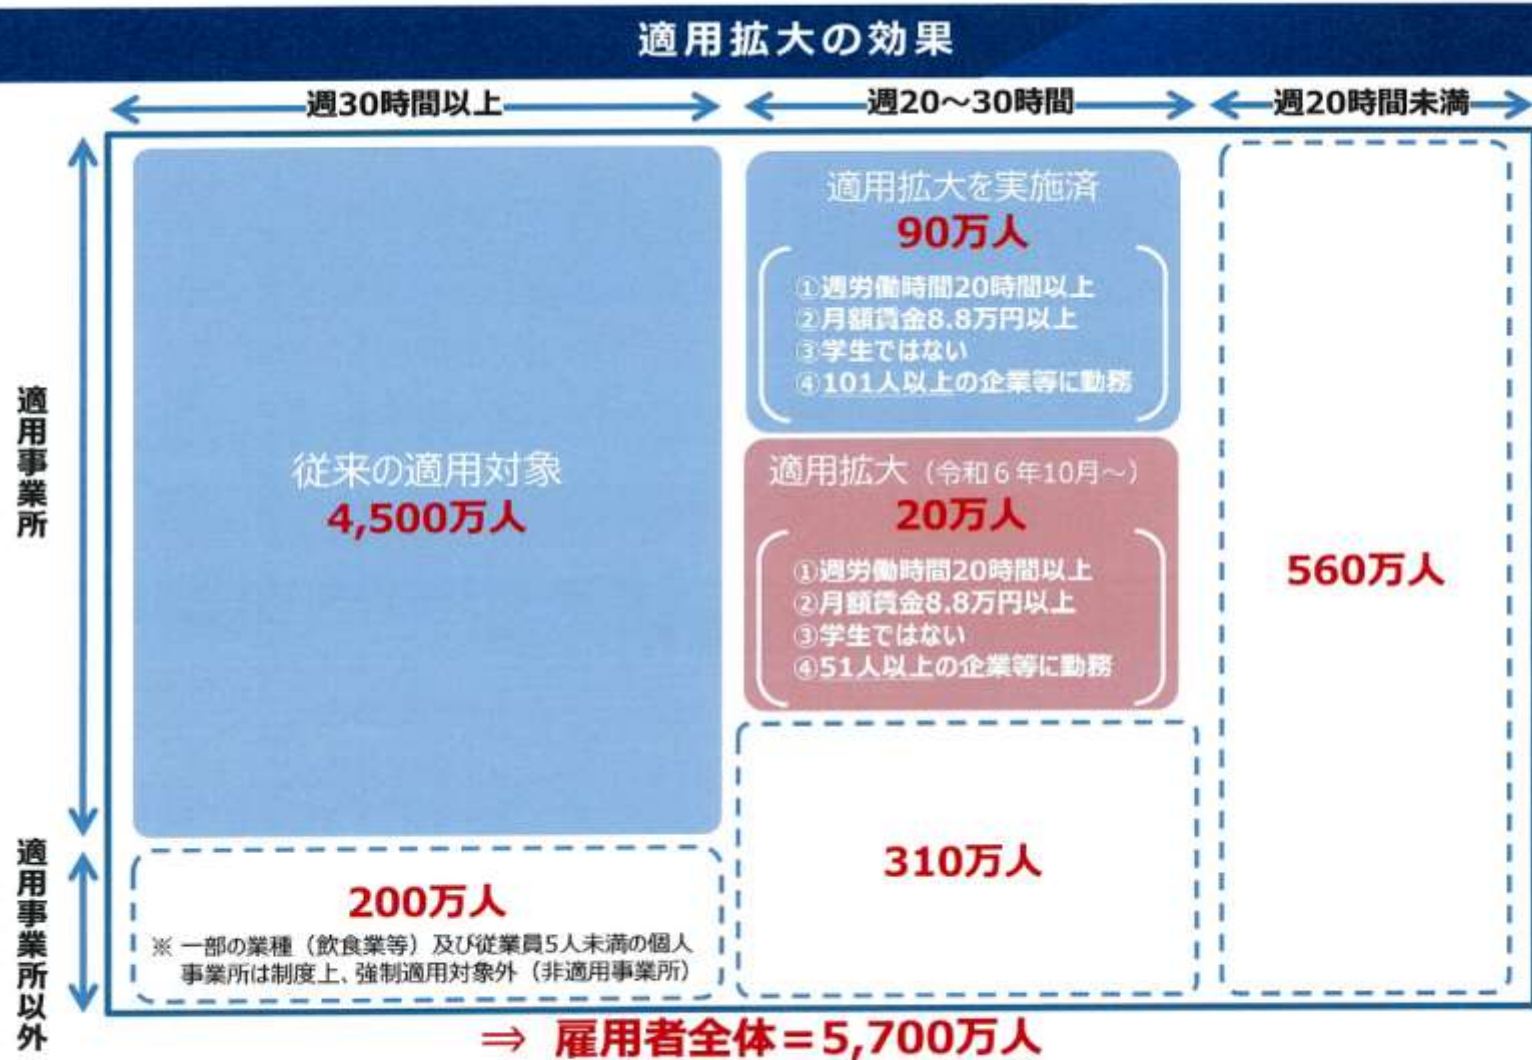 適用拡大の効果
週30時間以上
週20～30時間
週20時間未満
適用事業所
従来の適用対象
4,500万人
適用拡大を実施済
90万人
①週労働時間20時間以上
②月額賃金8.8万円以上
③学生ではない
④101人以上の企業等に勤務
適用拡大（令和６年10月～）
20万人
①週労働時間20時間以上
②月額賃金8.8万円以上
③学生ではない
④51人以上の企業等に勤務
560万人
適用事業所以外
200万人
※ 一部の業種（飲食業等）及び従業員5人未満の個人
事業所は制度上、強制適用対象外（非適用事業所）
310万人
⇒ 雇用者全体＝5,700万人